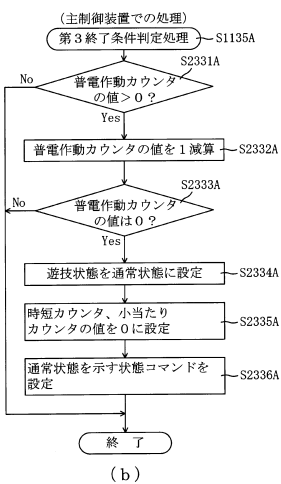 (主制御装置での処理)
第3終了条件判定処理
S1135A
S2331A
普電作動カウンタ
の値>0?
No
Yes
普電作動カウンタの値を1減算
S2332A
S2333A
普電作動カウンタ
の値は0?
No
Yes
遊技状態を通常状態に設定
S2334A
時短カウンタ、小当たり
カウンタの値を0に設定
S2335A
通常状態を示す状態コマンドを
設定
S2336A
終 了
(b)